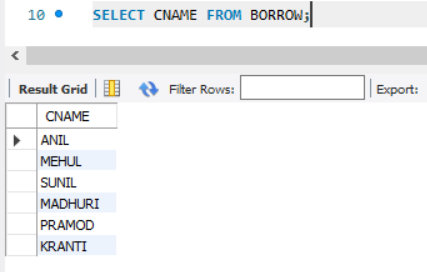 10 SELECT CNAME FROM BORROW;
Result Grid Filter Rows: Export:
CNAME
ANIL
MEHUL
SUNIL
MADHURI
PRAMOD
KRANTI